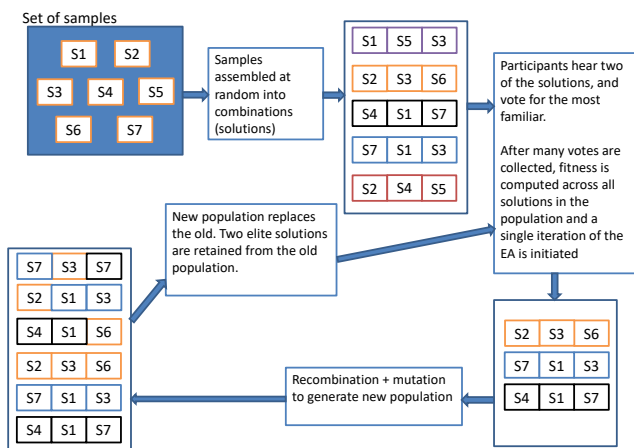 Set of samples
S1 S2
S3 S4 S5
S6 S7
Samples
assembled at
random into
combinations
(solutions)
S1 S5 S3
S2 S3 S6
S4 S1 S7
S7 S1 S3
S2 S4 S5
Participants hear two
of the solutions, and
vote for the most
familiar.
After many votes are
collected, fitness is
computed across all
solutions in the
population and a
single iteration of the
EA is initiated
S2 S3 S6
S7 S1 S3
S4 S1 S7
Recombination + mutation
to generate new population
S7 S3 S7
S2 S1 S3
S4 S1 S6
S2 S3 S6
S7 S1 S3
S4 S1 S7
New population replaces
the old. Two elite solutions
are retained from the old
population.